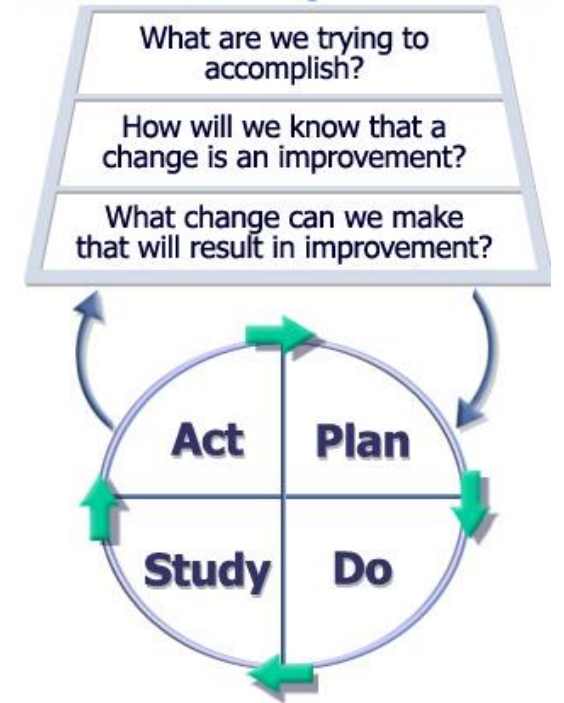 What are we trying to
accomplish?
How will we know that a
change is an improvement?
What change can we make
that will result in improvement?
Act
Plan
Study
Do